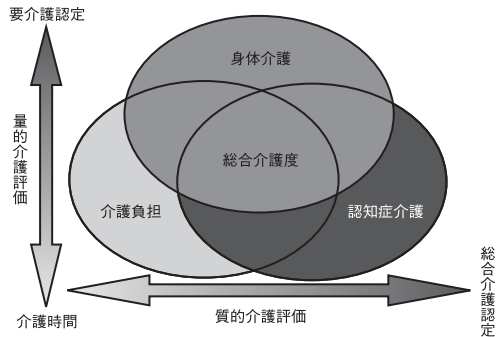 要介護認定
身体介護
量的介護評価
総合介護度
介護負担
認知症介護
総合介護認定
質的介護評価
介護時間